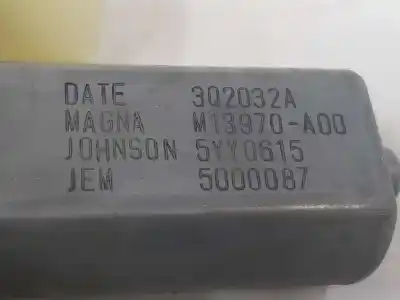 DATE 3Q2032A
MAGNA M13970-A00
JOHNSON 5YY0615
JEM 5000087